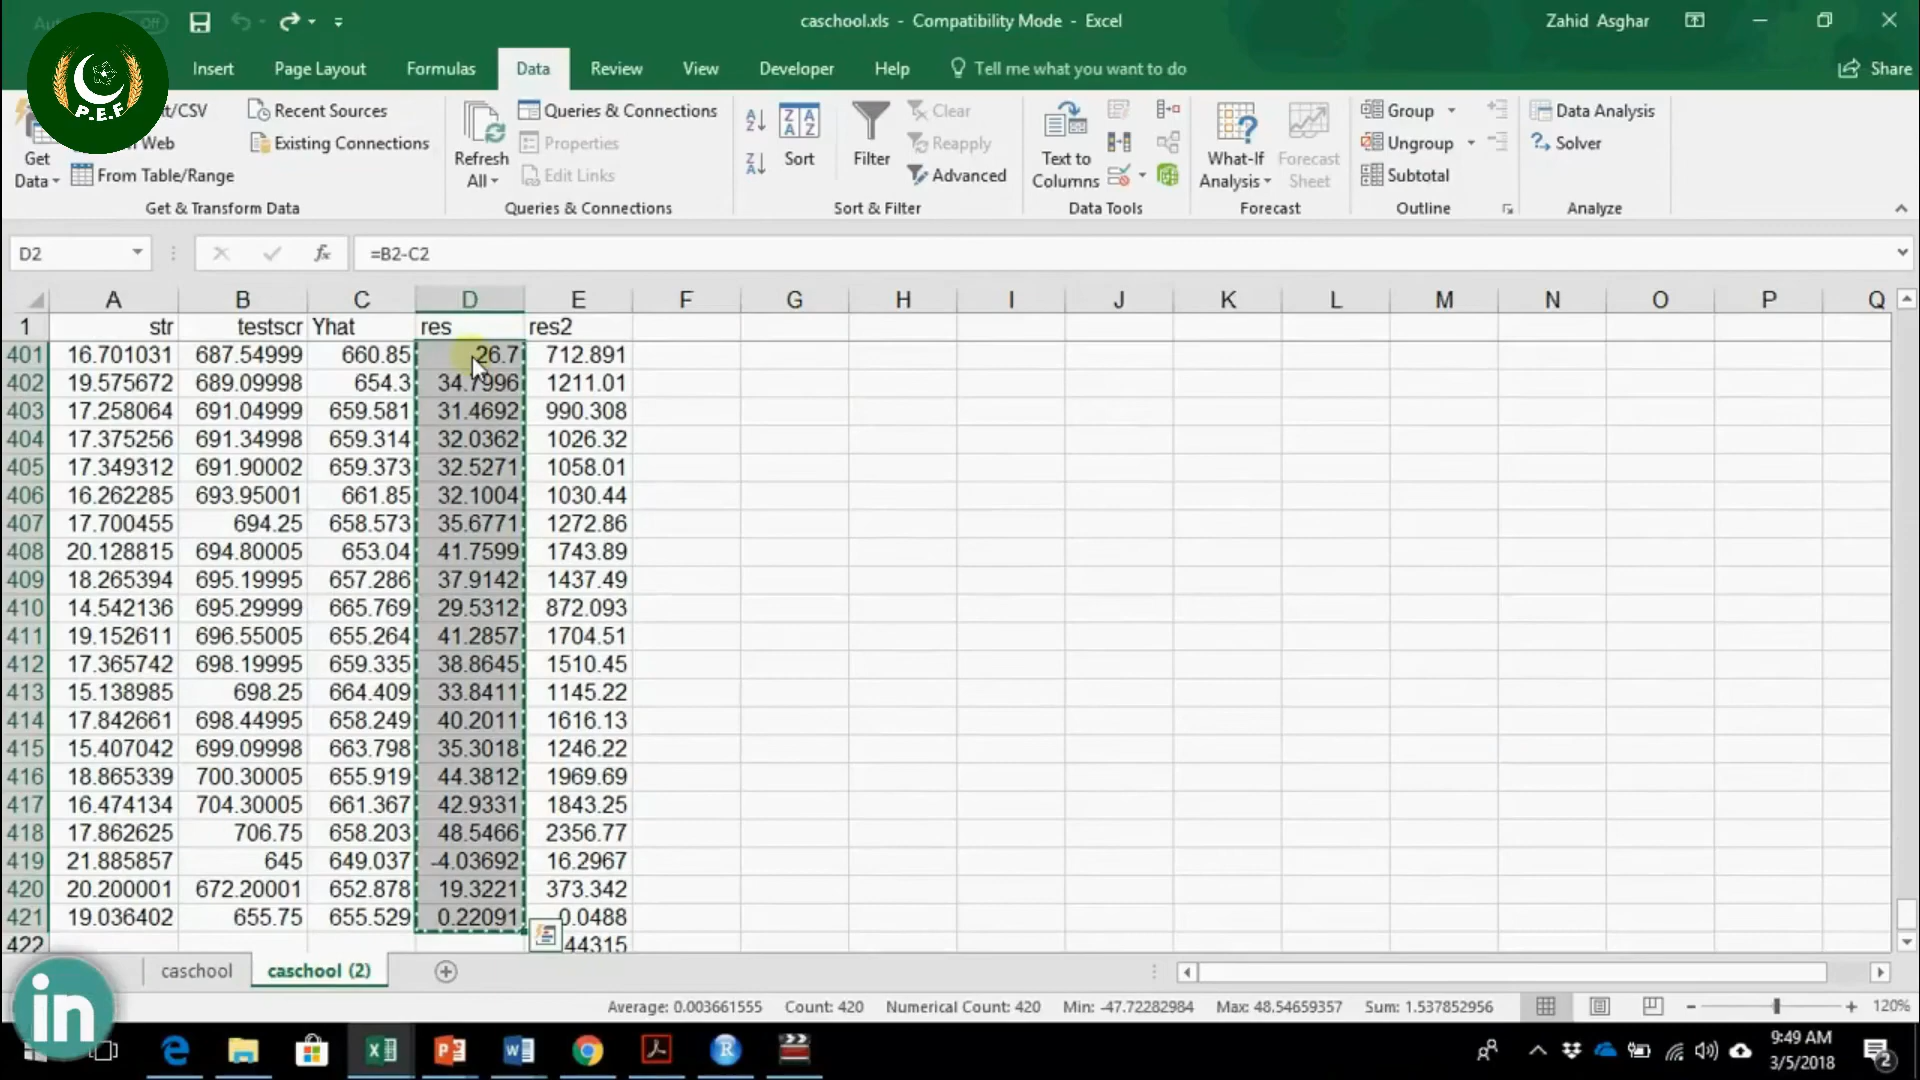 caschool.xls - Compatibility Mode - Excel
Zahid Asghar
P.E.F
Insert Page Layout Formulas Data Review View Developer Help Tell me what you want to do Share
t/CSV Recent Sources Queries & Connections Clear Group Data Analysis
Web Existing Connections Properties Reapply Ungroup Solver
Get Data From Table/Range Refresh All Edit Links Sort Filter Advanced Text to Columns What-If Analysis Forecast Sheet Subtotal
Get & Transform Data Queries & Connections Sort & Filter Data Tools Forecast Outline Analyze
D2 fx =B2-C2
A B C D E F G H I J K L M N O P Q
1 str testscr Yhat res res2
401 16.701031 687.54999 660.85 26.7 712.891
402 19.575672 689.09998 654.3 34.7996 1211.01
403 17.258064 691.04999 659.581 31.4692 990.308
404 17.375256 691.34998 659.314 32.0362 1026.32
405 17.349312 691.90002 659.373 32.5271 1058.01
406 16.262285 693.95001 661.85 32.1004 1030.44
407 17.700455 694.25 658.573 35.6771 1272.86
408 20.128815 694.80005 653.04 41.7599 1743.89
409 18.265394 695.19995 657.286 37.9142 1437.49
410 14.542136 695.29999 665.769 29.5312 872.093
411 19.152611 696.55005 655.264 41.2857 1704.51
412 17.365742 698.19995 659.335 38.8645 1510.45
413 15.138985 698.25 664.409 33.8411 1145.22
414 17.842661 698.44995 658.249 40.2011 1616.13
415 15.407042 699.09998 663.798 35.3018 1246.22
416 18.865339 700.30005 655.919 44.3812 1969.69
417 16.474134 704.30005 661.367 42.9331 1843.25
418 17.862625 706.75 658.203 48.5466 2356.77
419 21.885857 645 649.037 -4.03692 16.2967
420 20.200001 672.20001 652.878 19.3221 373.342
421 19.036402 655.75 655.529 0.22091 0.0488
422 44315
caschool caschool (2)
in
Average: 0.003661555 Count: 420 Numerical Count: 420 Min: -47.72282984 Max: 48.54659357 Sum: 1.537852956 120%
9:49 AM
3/5/2018
2